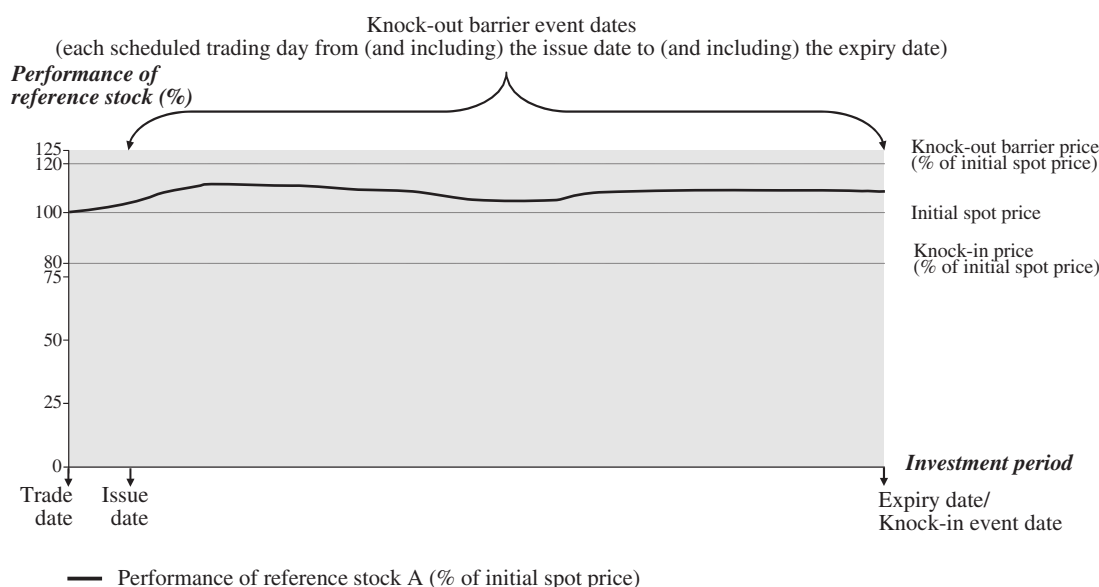 Knock-out barrier event dates
(each scheduled trading day from (and including) the issue date to (and including) the expiry date)
Performance of
reference stock (%)
125
120
100
80
75
50
25
0
Knock-out barrier price
(% of initial spot price)
Initial spot price
Knock-in price
(% of initial spot price)
Investment period
Trade
date
Issue
date
Expiry date/
Knock-in event date
Performance of reference stock A (% of initial spot price)